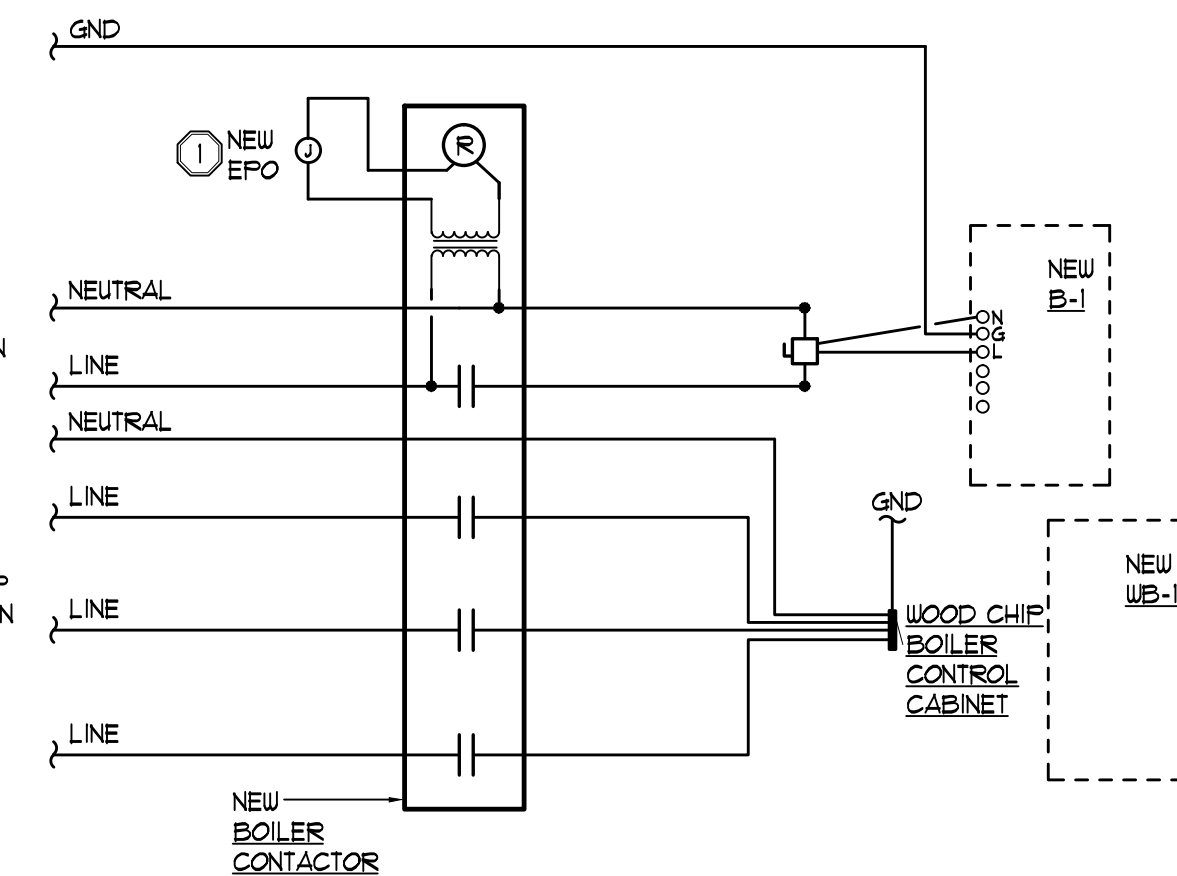 GND
1
NEW
EPO
J
R
NEUTRAL
N
LINE
NEUTRAL
LINE
LINE
N
LINE
L
N
G
L
NEW
B-1
GND
NEW
WB-1
WOOD CHIP
BOILER
CONTROL
CABINET
NEW
BOILER
CONTACTOR